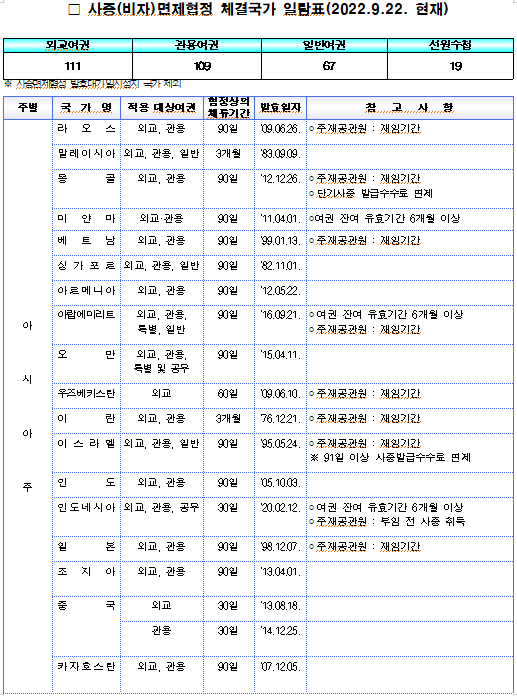 □ 사증(비자)면제협정 체결국가 일람표(2022.9.22. 현재)
외교여권 관용여권 일반여권 선원수첩
111 109 67 19
※ 사증면제협정 발효대기/일시정지 국가 제외
주별 국 가 명 적용 대상여권 협정상의 체류기간 발효일자 참 고 사 항
아시아주
라 오 스 외교, 관용 90일 '09.06.26. ○주재공관원 : 재임기간
말레이시아 외교, 관용, 일반 3개월 '83.09.09.
몽 골 외교, 관용 90일 '12.12.26. ○주재공관원 : 재임기간
○단기사증 발급수수료 면제
미 얀 마 외교·관용 90일 '11.04.01. ○여권 잔여 유효기간 6개월 이상
베 트 남 외교, 관용 90일 '99.01.13. ○주재공관원 : 재임기간
싱 가 포 르 외교, 관용, 일반 90일 '82.11.01.
아르메니아 외교, 관용 90일 '12.05.22.
아랍에미리트 외교, 관용, 90일 '16.09.21. ○여권 잔여 유효기간 6개월 이상
특별, 일반 ○주재공관원 : 재임기간
오 만 외교, 관용, 90일 '15.04.11.
특별 및 공무
우즈베키스탄 외교 60일 '09.06.10. ○주재공관원 : 재임기간
이 란 외교, 관용 3개월 '76.12.21. ○주재공관원 : 재임기간
이 스 라 엘 외교, 관용, 일반 90일 '95.05.24. ○주재공관원 : 재임기간
※ 91일 이상 사증발급수수료 면제
인 도 외교, 관용 90일 '05.10.03.
인도네시아 외교, 관용, 공무 30일 '20.02.12. ○여권 잔여 유효기간 6개월 이상
○주재공관원 : 부임 전 사증 취득
일 본 외교, 관용 90일 '98.12.07. ○주재공관원 : 재임기간
조 지 아 외교, 관용 90일 '13.04.01.
중 국 외교 30일 '13.08.18.
관용 30일 '14.12.25.
카자흐스탄 외교, 관용 90일 '07.12.05.